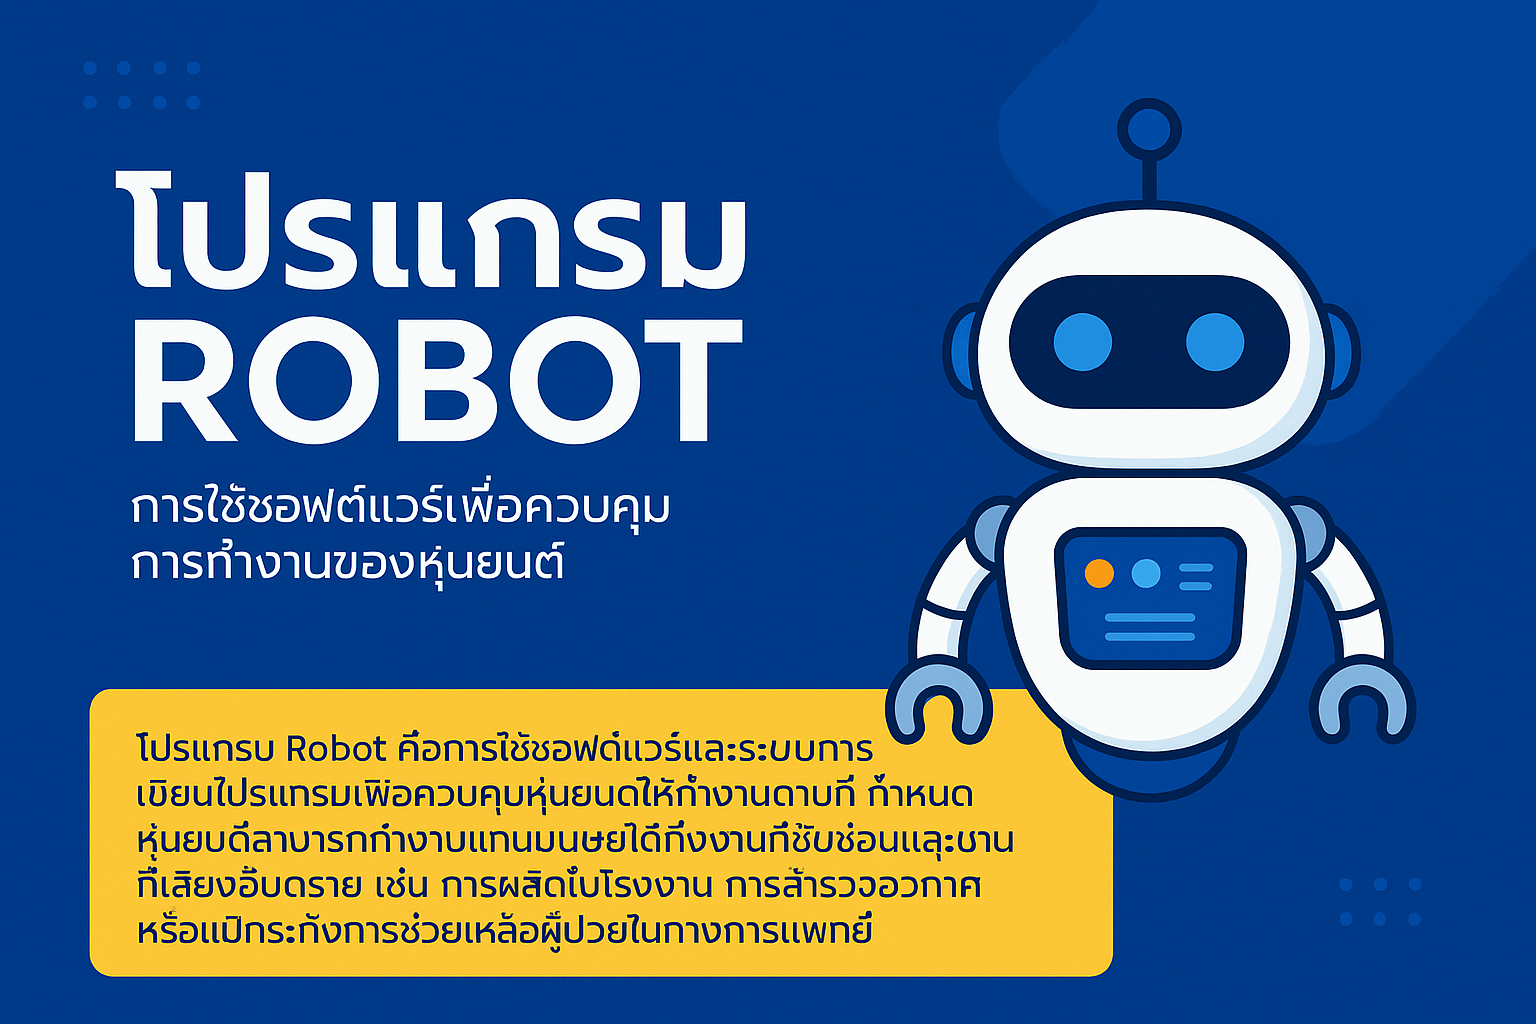 โปรแกรม
ROBOT
การใช้ซอฟต์แวร์เพื่อควบคุม
การทำงานของหุ่นยนต์
โปรแกรบ Robot คือการใช้ซอฟด์แวร์และระบบการ
เขียนโปรแกรมเพิอควบคุบหุ่นยนต์ให้ก้างานดาบกี ก้าหนด
หุ้นยบดีลาบารกทำงาบแทนมนุษยได้ทึงงานที่ซับซ่อนและซาน
กี่เสียงอีบดราย เช่น การผสิตใบโรงงาน การสำรวจอวกาศ
หรือแป๊กระกังการช่วยเหล้อผู้ป่วยในกางการแพทย์